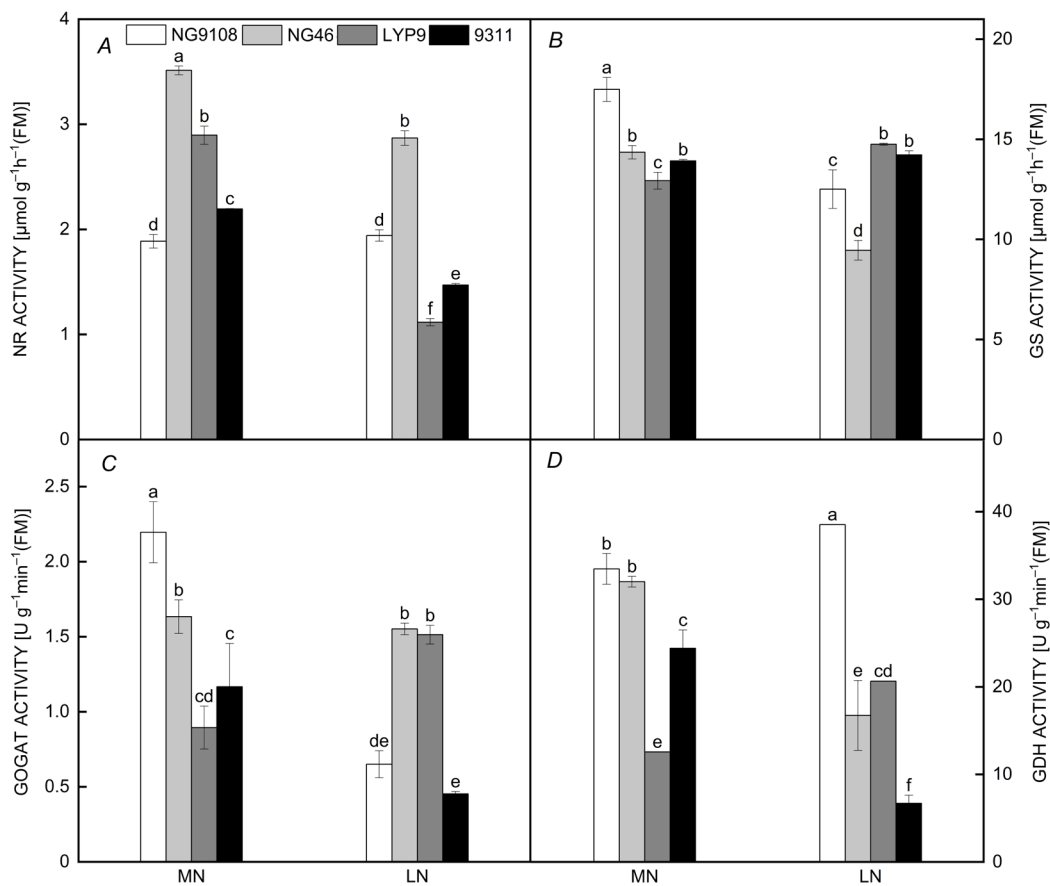 A
NG9108 NG46 LYP9 9311
4
3
2
1
0
NR ACTIVITY [µmol g⁻¹h⁻¹(FM)]
d a b c
d b f e
B
20
15
10
5
0
GS ACTIVITY [µmol g⁻¹h⁻¹(FM)]
a b c b
c d b b
C
2.5
2.0
1.5
1.0
0.5
0
GOGAT ACTIVITY [U g⁻¹min⁻¹(FM)]
a b cd c
de b b e
MN LN
D
40
30
20
10
0
GDH ACTIVITY [U g⁻¹min⁻¹(FM)]
b b e c
a e cd f
MN LN